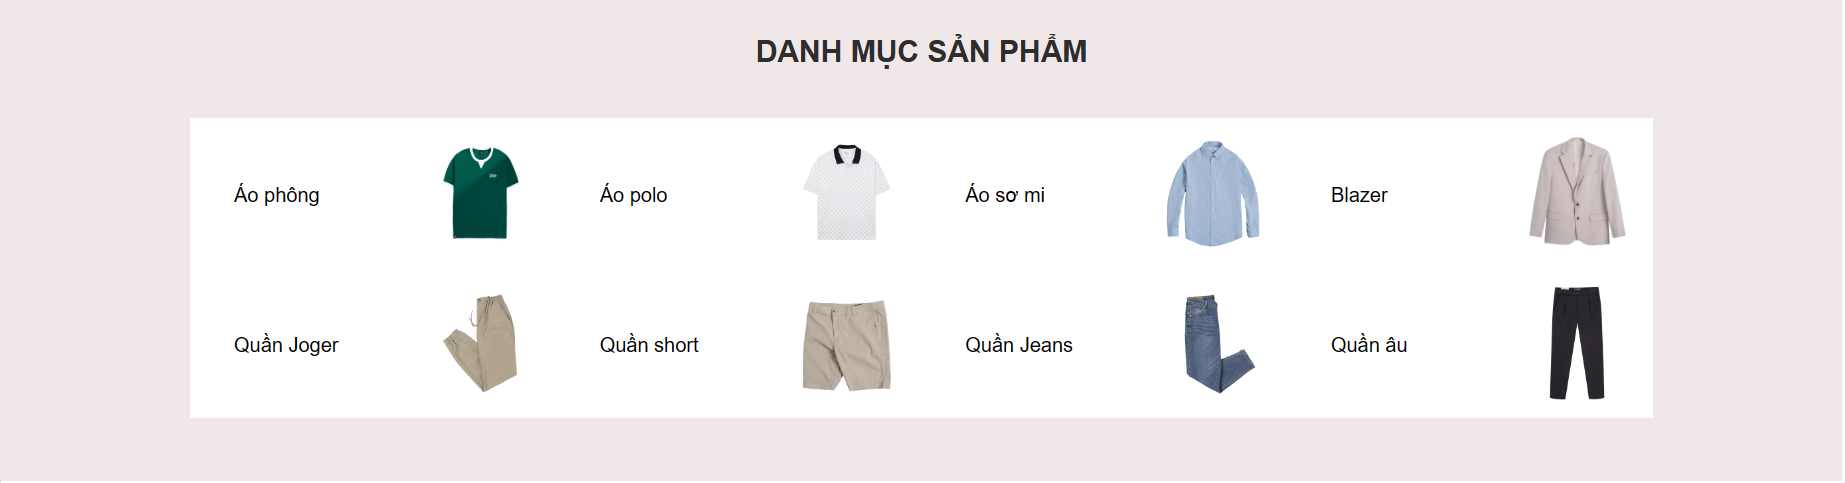 DANH MỤC SẢN PHẨM
Áo phông
Áo polo
Áo sơ mi
Blazer
Quần Joger
Quần short
Quần Jeans
Quần âu